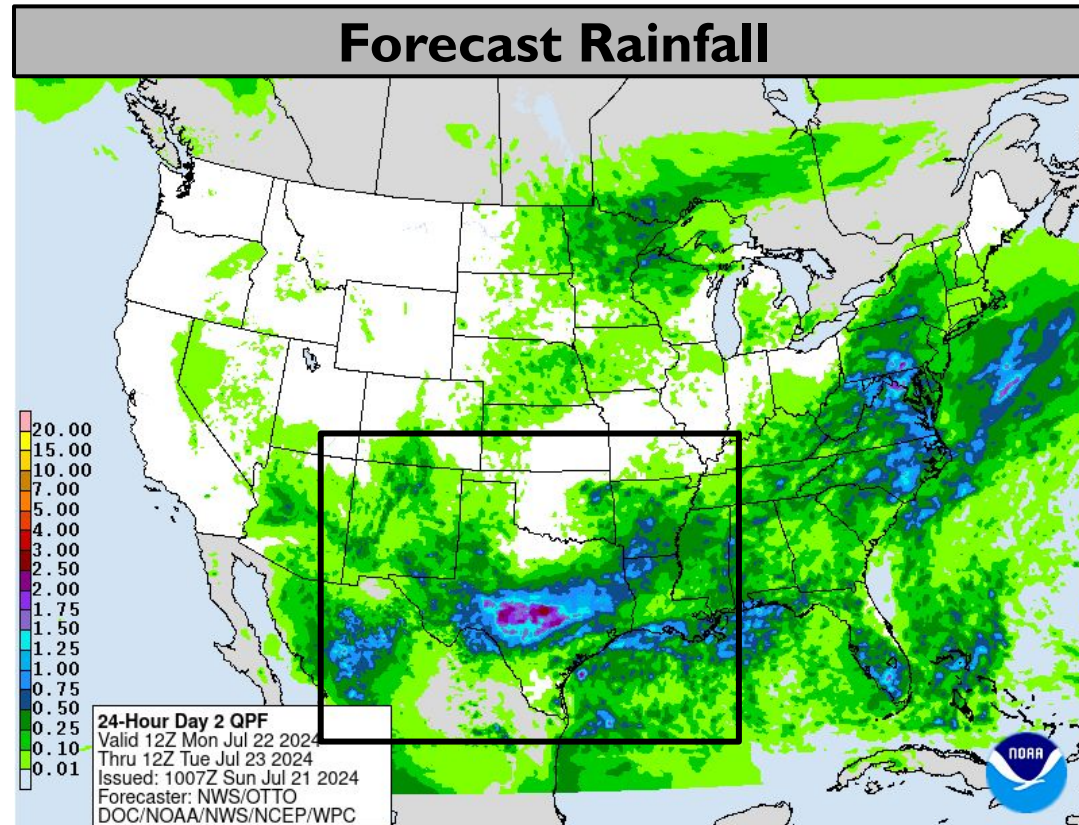 Forecast Rainfall
20.00
15.00
10.00
7.00
5.00
4.00
3.00
2.50
2.00
1.75
1.50
1.25
1.00
0.75
0.50
0.25
0.10
0.01
24-Hour Day 2 QPF
Valid 12Z Mon Jul 22 2024
Thru 12Z Tue Jul 23 2024
Issued: 1007Z Sun Jul 21 2024
Forecaster: NWS/OTTO
DOC/NOAA/NWS/NCEP/WPC
NOAA